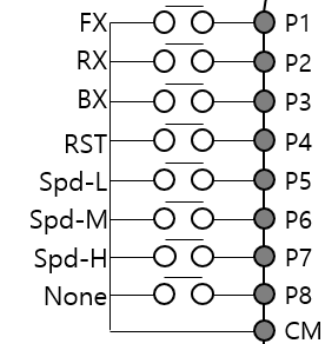 FX P1
RX P2
BX P3
RST P4
Spd-L P5
Spd-M P6
Spd-H P7
None P8
CM